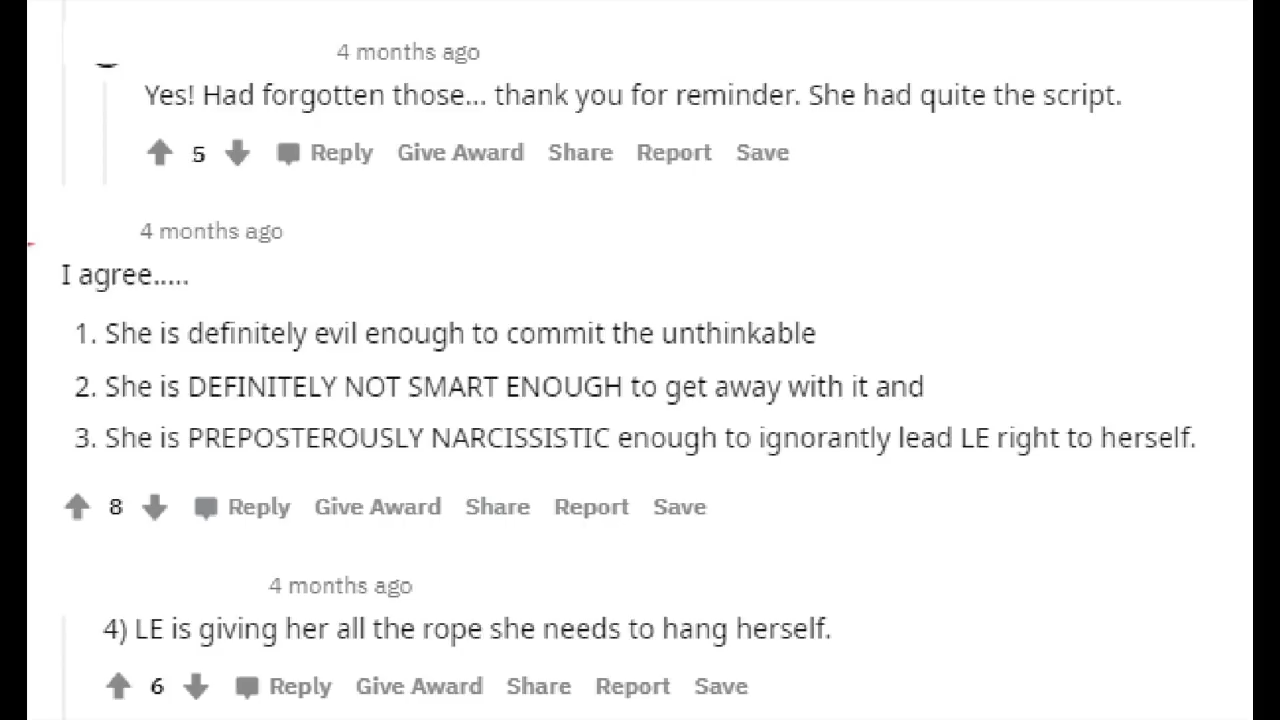 4 months ago
Yes! Had forgotten those... thank you for reminder. She had quite the script.
5 Reply Give Award Share Report Save
4 months ago
I agree.....
1. She is definitely evil enough to commit the unthinkable
2. She is DEFINITELY NOT SMART ENOUGH to get away with it and
3. She is PREPOSTEROUSLY NARCISSISTIC enough to ignorantly lead LE right to herself.
8 Reply Give Award Share Report Save
4 months ago
4) LE is giving her all the rope she needs to hang herself.
6 Reply Give Award Share Report Save